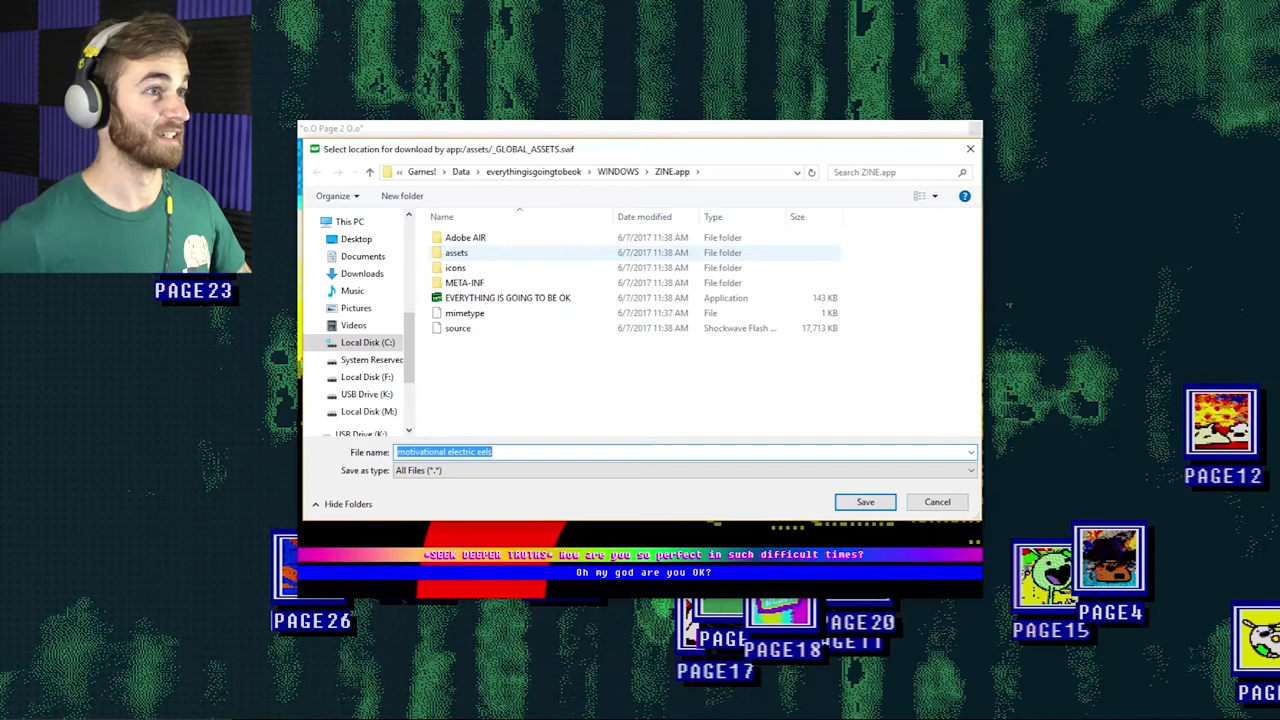 "o.O Page 2 O.o"
Select location for download by app:/assets/_GLOBAL_ASSETS.swf
« Games! › Data › everythingisgoingtobeok › WINDOWS › ZINE.app ›
Search ZINE.app
Organize
New folder
Name Date modified Type Size
This PC
Desktop
Documents
Downloads
Music
Pictures
Videos
Local Disk (C:)
System Reserved
Local Disk (F:)
USB Drive (K:)
Local Disk (M:)
USB Drive (K:)
Adobe AIR 6/7/2017 11:38 AM File folder
assets 6/7/2017 11:38 AM File folder
icons 6/7/2017 11:38 AM File folder
META-INF 6/7/2017 11:38 AM File folder
EVERYTHING IS GOING TO BE OK 6/7/2017 11:38 AM Application 143 KB
mimetype 6/7/2017 11:37 AM File 1 KB
source 6/7/2017 11:38 AM Shockwave Flash ... 17,713 KB
File name: motivational electric eels
Save as type: All Files (*.*)
Hide Folders
Save
Cancel
*SEEK DEEPER TRUTHS* How are you so perfect in such difficult times?
Oh my god are you OK?
PAGE23
PAGE12
PAGE26
PAGE4
PAGE15
PAGE20
PAGE11
PAGE
PAGE18
PAGE17
PAGE